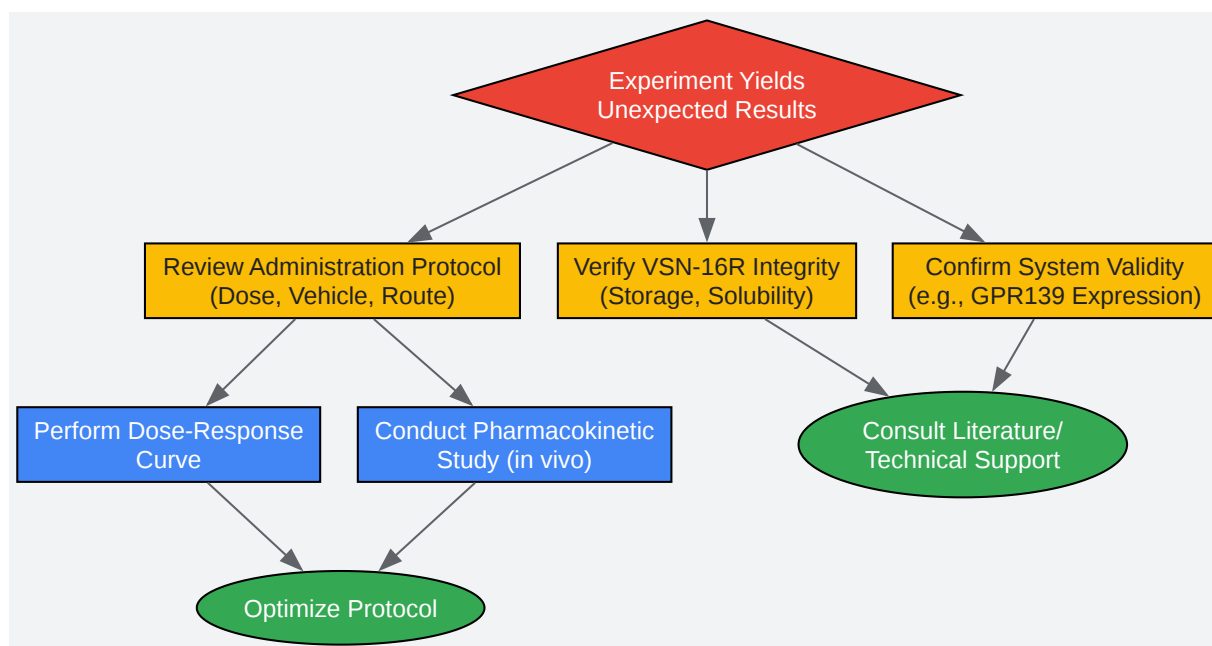 Experiment Yields
Unexpected Results
Review Administration Protocol
(Dose, Vehicle, Route)
Verify VSN-16R Integrity
(Storage, Solubility)
Confirm System Validity
(e.g., GPR139 Expression)
Perform Dose-Response
Curve
Conduct Pharmacokinetic
Study (in vivo)
Consult Literature/
Technical Support
Optimize Protocol